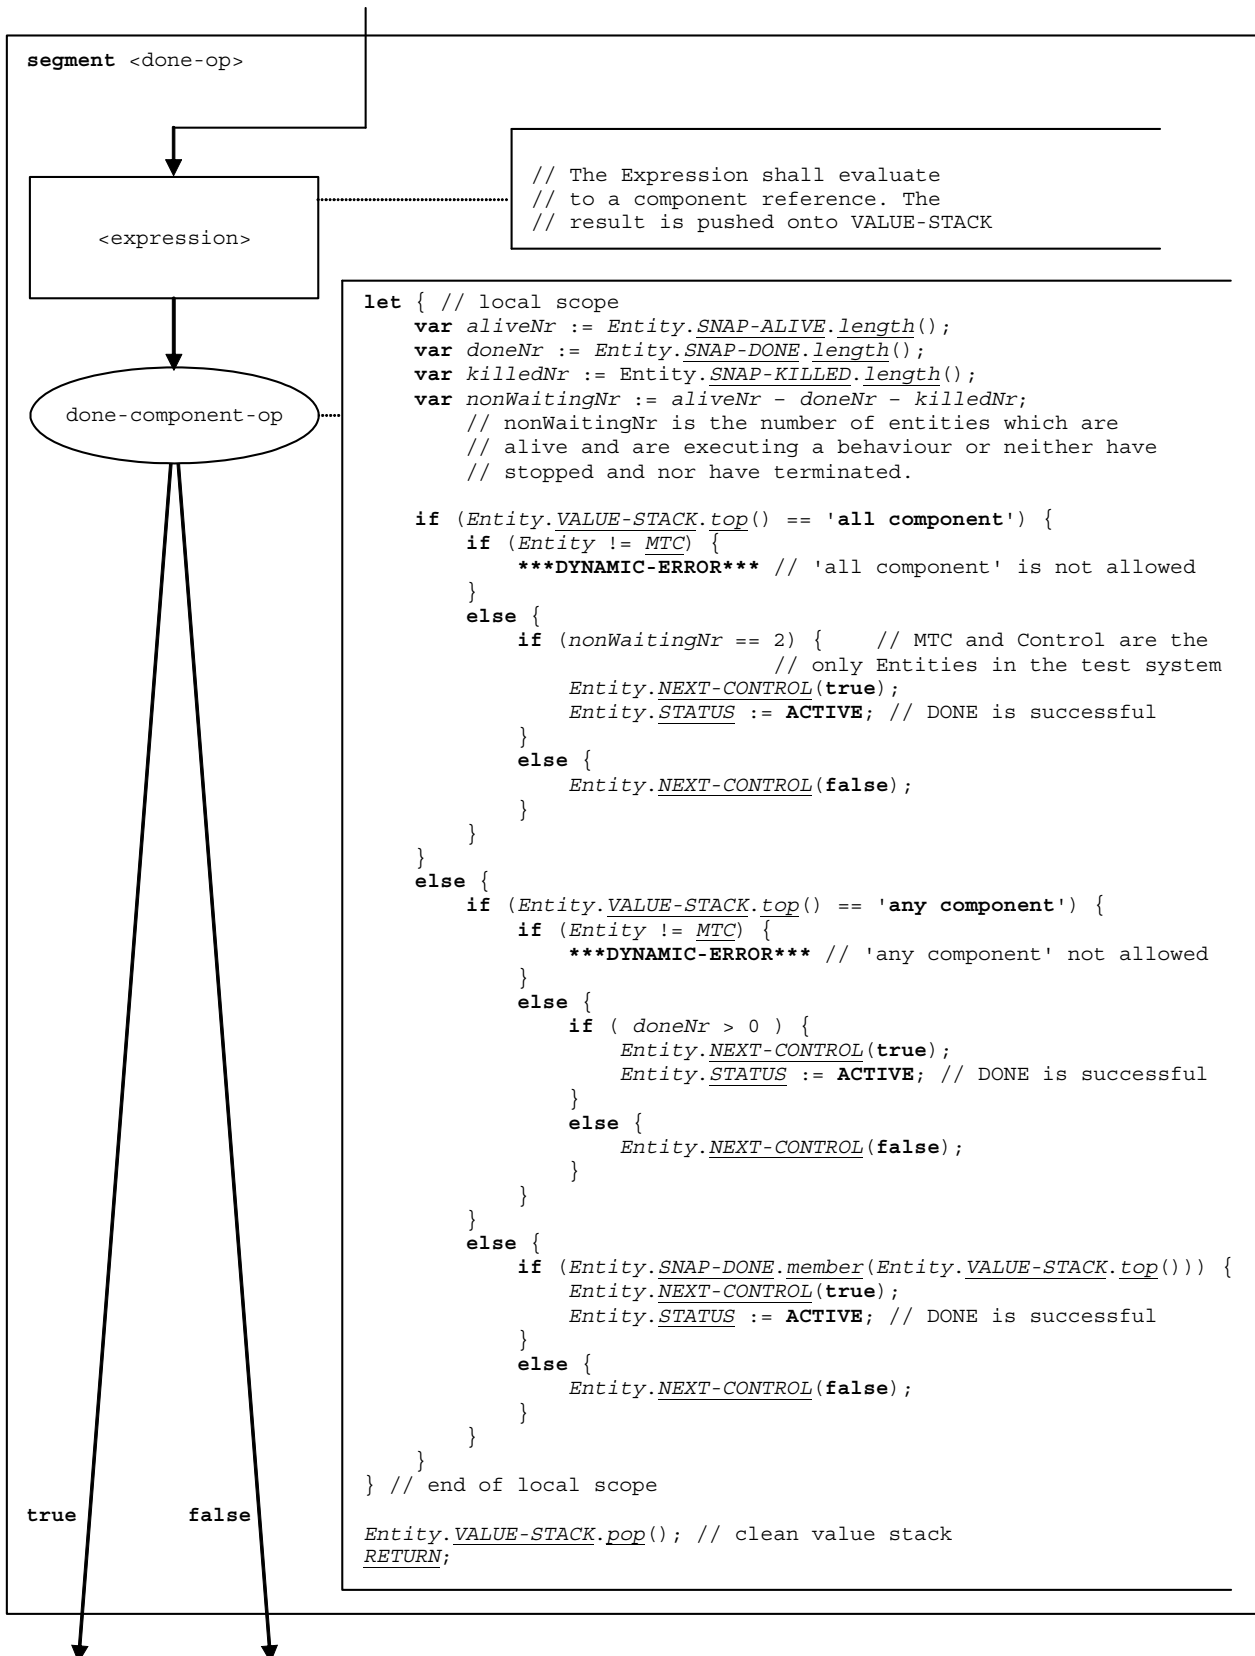 segment <done-op>
// The Expression shall evaluate
// to a component reference. The
// result is pushed onto VALUE-STACK
<expression>
done-component-op
let { // local scope
var aliveNr := Entity.SNAP-ALIVE.length();
var doneNr := Entity.SNAP-DONE.length();
var killedNr := Entity.SNAP-KILLED.length();
var nonWaitingNr := aliveNr – doneNr – killedNr;
// nonWaitingNr is the number of entities which are
// alive and are executing a behaviour or neither have
// stopped and nor have terminated.
if (Entity.VALUE-STACK.top() == 'all component') {
if (Entity != MTC) {
***DYNAMIC-ERROR*** // 'all component' is not allowed
}
else {
if (nonWaitingNr == 2) { // MTC and Control are the
// only Entities in the test system
Entity.NEXT-CONTROL(true);
Entity.STATUS := ACTIVE; // DONE is successful
}
else {
Entity.NEXT-CONTROL(false);
}
}
}
else {
if (Entity.VALUE-STACK.top() == 'any component') {
if (Entity != MTC) {
***DYNAMIC-ERROR*** // 'any component' not allowed
}
else {
if ( doneNr > 0 ) {
Entity.NEXT-CONTROL(true);
Entity.STATUS := ACTIVE; // DONE is successful
}
else {
Entity.NEXT-CONTROL(false);
}
}
}
else {
if (Entity.SNAP-DONE.member(Entity.VALUE-STACK.top())) {
Entity.NEXT-CONTROL(true);
Entity.STATUS := ACTIVE; // DONE is successful
}
else {
Entity.NEXT-CONTROL(false);
}
}
}
} // end of local scope
true false
Entity.VALUE-STACK.pop(); // clean value stack
RETURN;